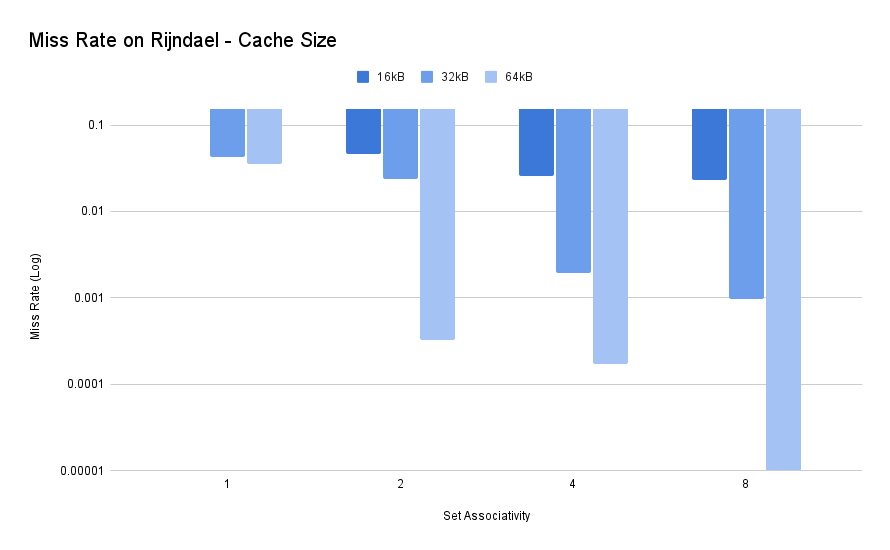 Miss Rate on Rijndael - Cache Size
16kB 32kB 64kB
0.1
0.01
0.001
0.0001
0.00001
Miss Rate (Log)
1 2 4 8
Set Associativity